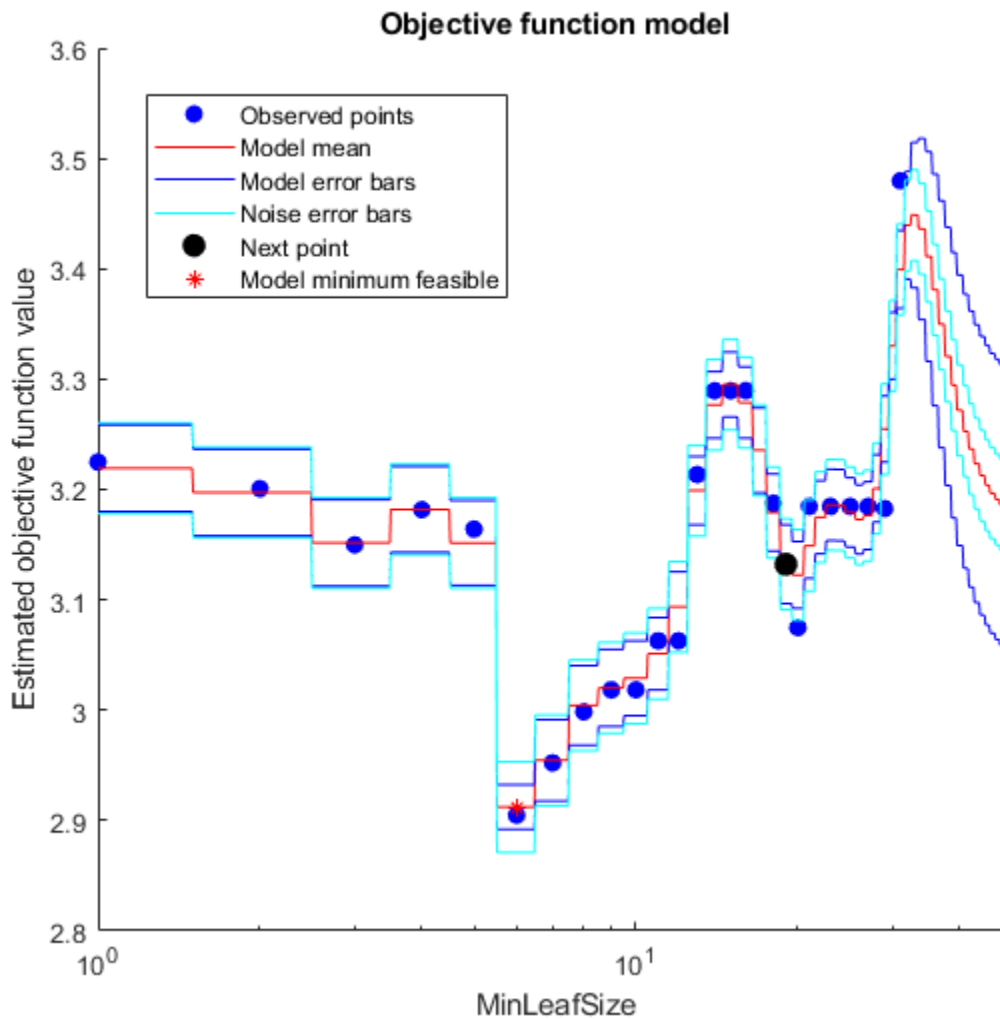 Objective function model
3.6
3.5
3.4
3.3
3.2
3.1
3
2.9
2.8
Estimated objective function value
Observed points
Model mean
Model error bars
Noise error bars
Next point
Model minimum feasible
10^0
10^1
MinLeafSize